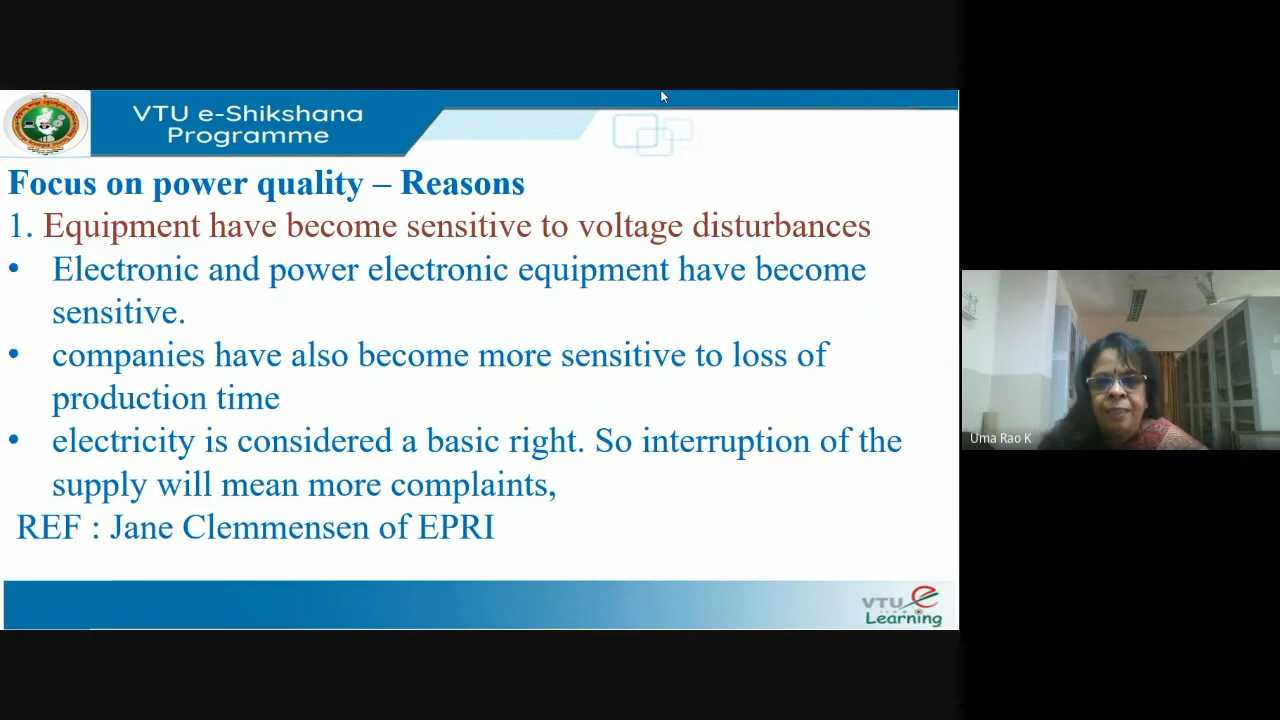 VTU e-Shikshana
Programme
Focus on power quality – Reasons
1. Equipment have become sensitive to voltage disturbances
• Electronic and power electronic equipment have become
sensitive.
• companies have also become more sensitive to loss of
production time
• electricity is considered a basic right. So interruption of the
supply will mean more complaints,
REF : Jane Clemmensen of EPRI
Uma Rao K
VTU e
Learning